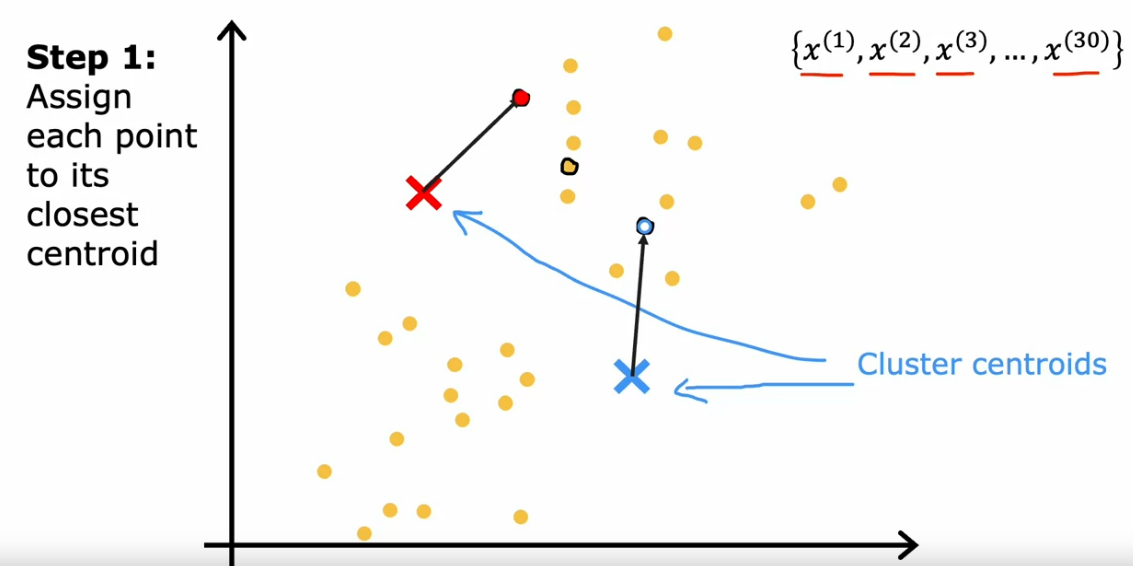 Step 1:
Assign
each point
to its
closest
centroid
{x⁽¹⁾, x⁽²⁾, x⁽³⁾, ..., x⁽³⁰⁾}
Cluster centroids